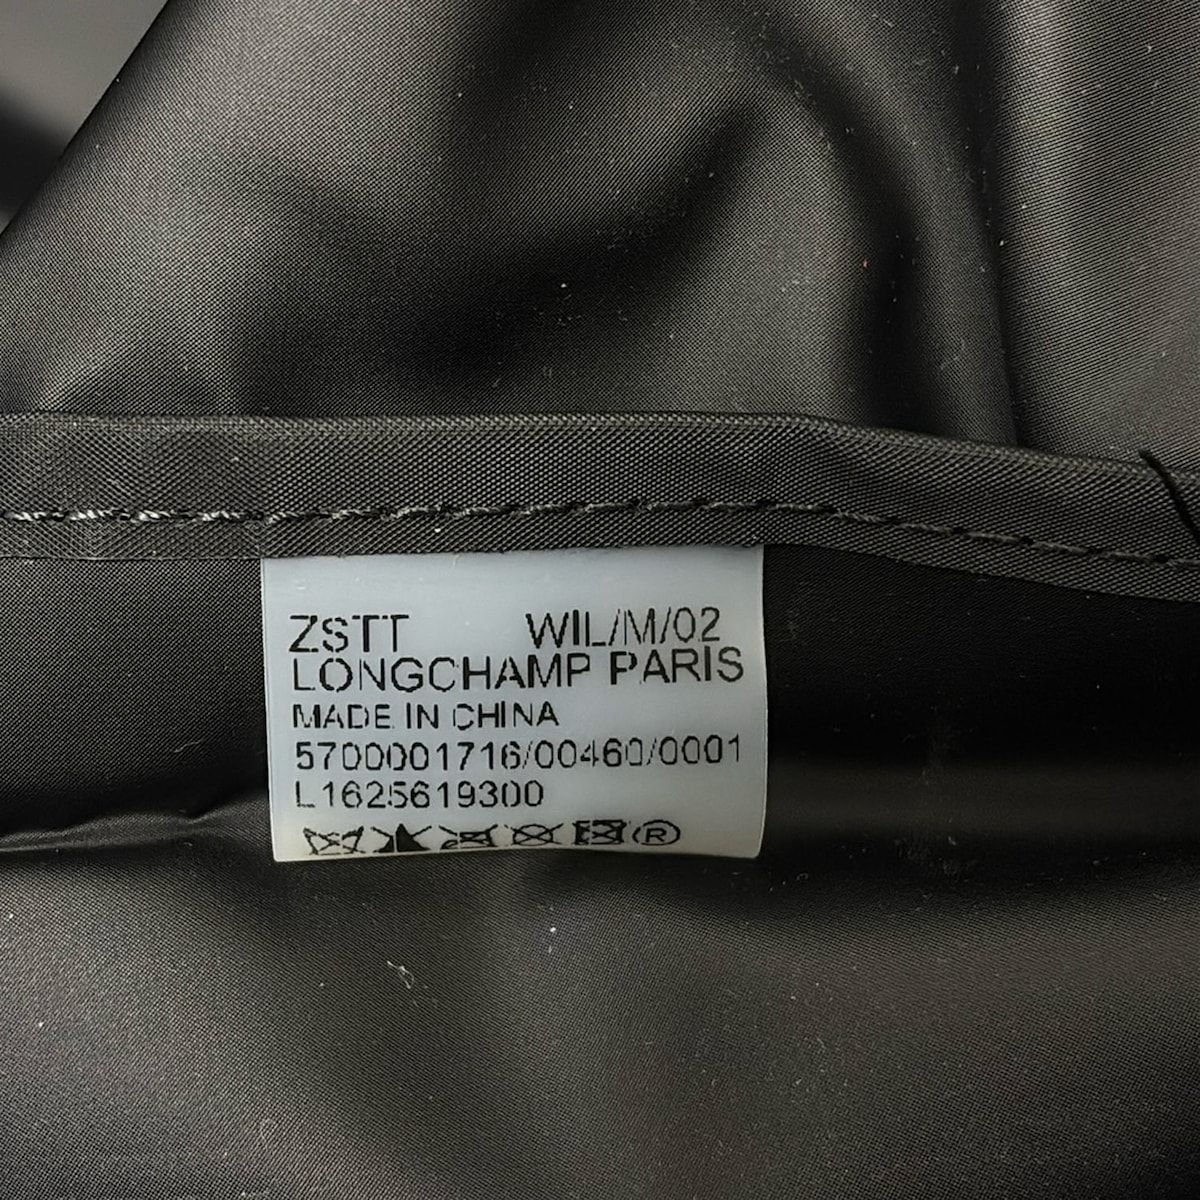 ZSTT WIL/M/02
LONGCHAMP PARIS
MADE IN CHINA
5700001716/00460/0001
L1625619300
®